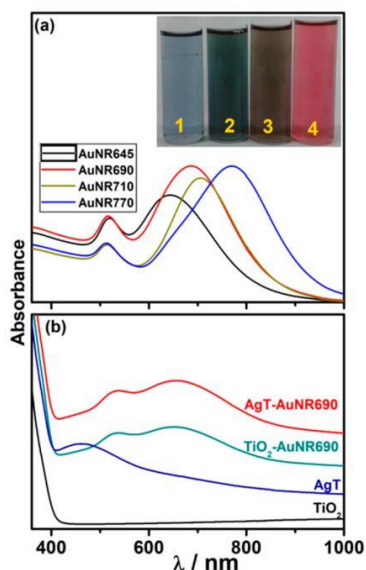 (a)
1 2 3 4
AuNR645
AuNR690
AuNR710
AuNR770
Absorbance
(b)
AgT-AuNR690
TiO₂-AuNR690
AgT
TiO₂
400 600 800 1000
λ / nm